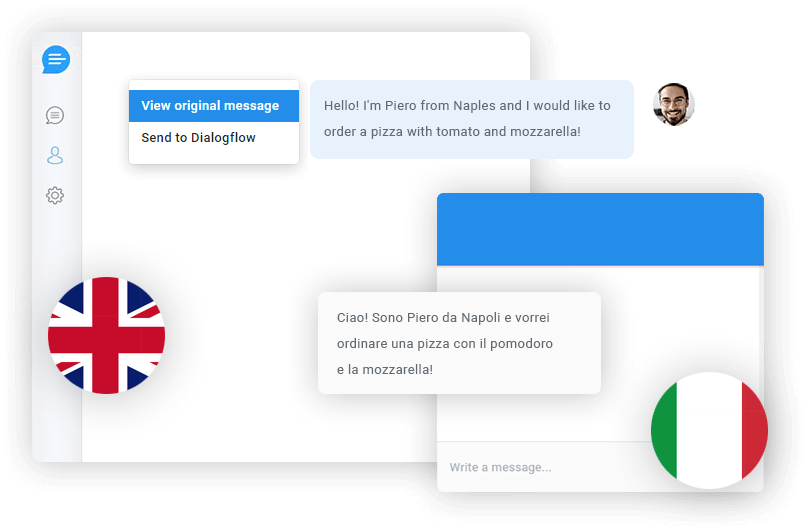 View original message
Send to Dialogflow
Hello! I'm Piero from Naples and I would like to
order a pizza with tomato and mozzarella!
Ciao! Sono Piero da Napoli e vorrei
ordinare una pizza con il pomodoro
e la mozzarella!
Write a message...